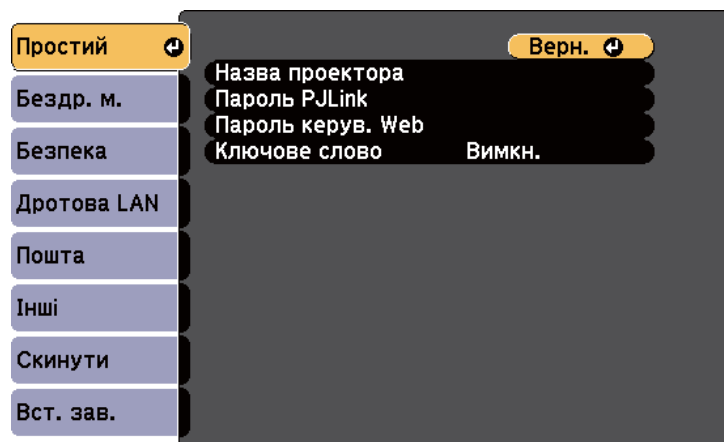 Простий
Бездр. м.
Безпека
Дротова LAN
Пошта
Інші
Скинути
Вст. зав.
Верн.
Назва проектора
Пароль PJLink
Пароль керув. Web
Ключове слово Вимкн.